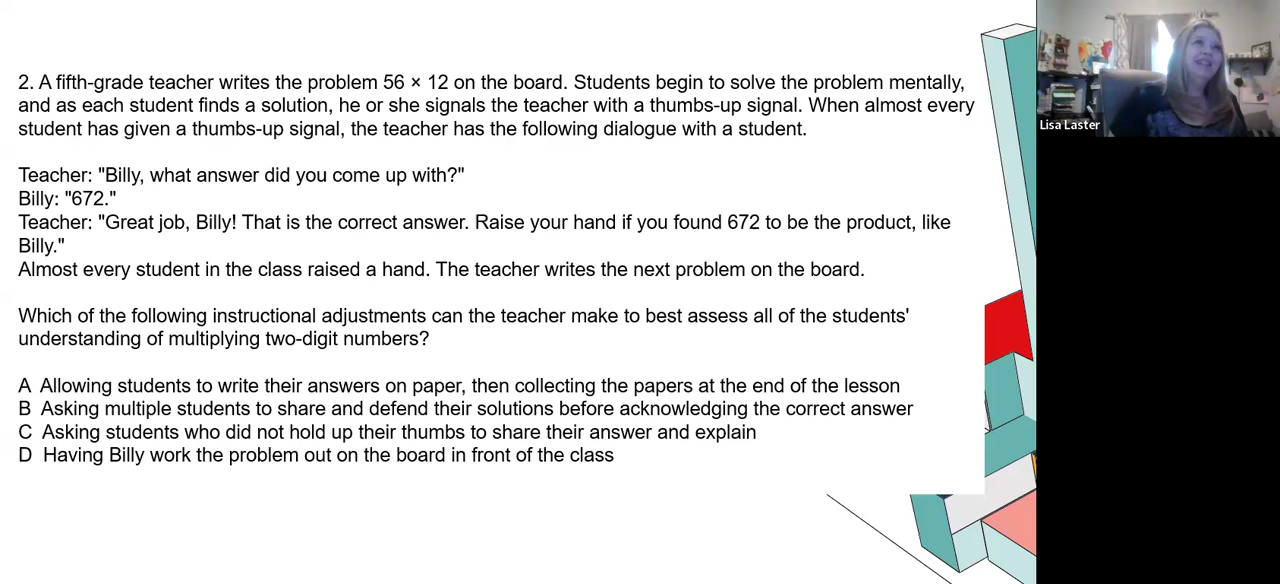 2. A fifth-grade teacher writes the problem 56 × 12 on the board. Students begin to solve the problem mentally,
and as each student finds a solution, he or she signals the teacher with a thumbs-up signal. When almost every
student has given a thumbs-up signal, the teacher has the following dialogue with a student.
Teacher: "Billy, what answer did you come up with?"
Billy: "672."
Teacher: "Great job, Billy! That is the correct answer. Raise your hand if you found 672 to be the product, like
Billy."
Almost every student in the class raised a hand. The teacher writes the next problem on the board.
Which of the following instructional adjustments can the teacher make to best assess all of the students'
understanding of multiplying two-digit numbers?
A Allowing students to write their answers on paper, then collecting the papers at the end of the lesson
B Asking multiple students to share and defend their solutions before acknowledging the correct answer
C Asking students who did not hold up their thumbs to share their answer and explain
D Having Billy work the problem out on the board in front of the class
Lisa Laster